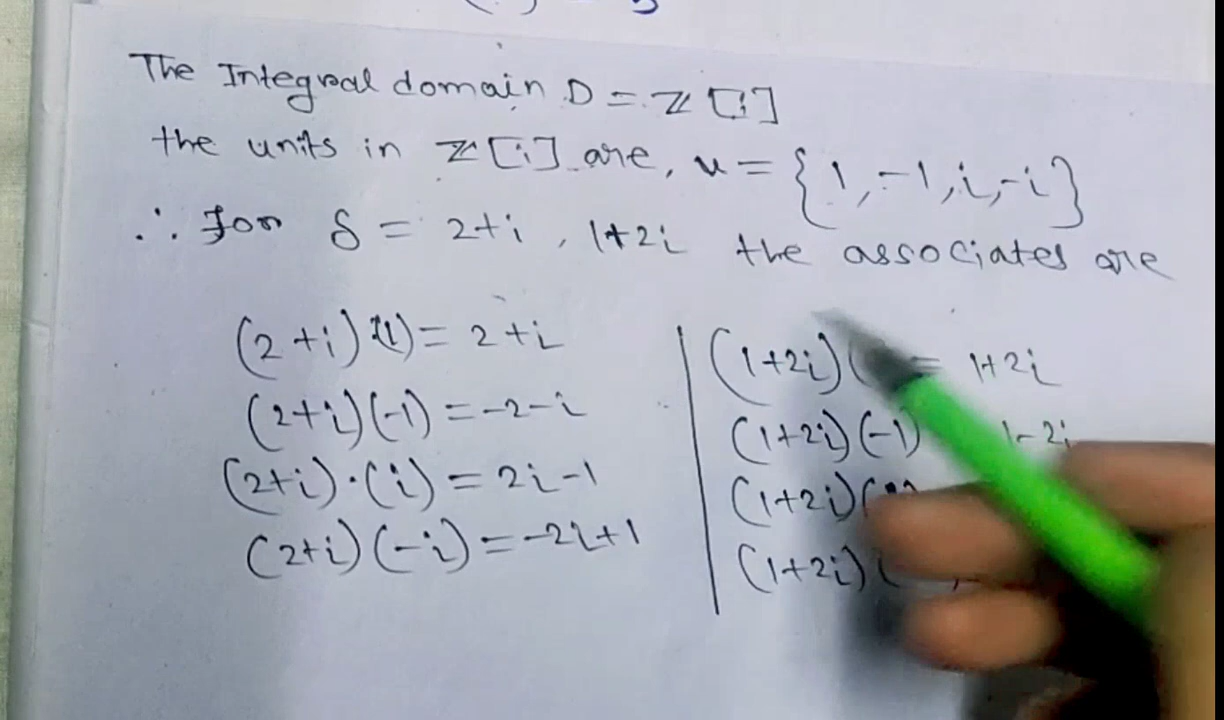 The Integral domain D = ℤ[i]
the units in ℤ[i] are, u = {1, -1, i, -i}
∴ for δ = 2+i, 1+2i the associates are
(2+i)(1) = 2+i
(2+i)(-1) = -2-i
(2+i)·(i) = 2i-1
(2+i)(-i) = -2i+1
(1+2i)( = 1+2i
(1+2i)(-1) 1-2i
(1+2i)(
(1+2i)(